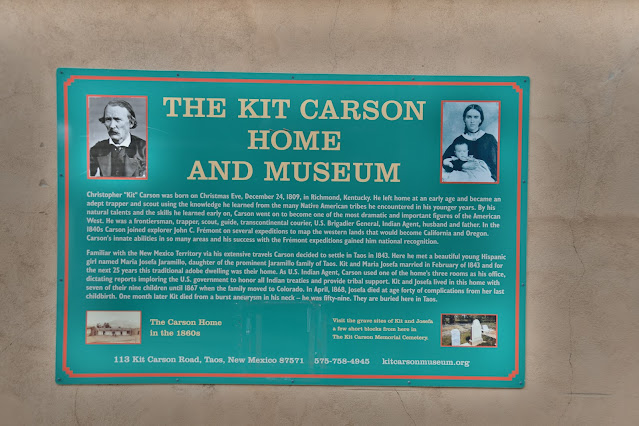 THE KIT CARSON
HOME
AND MUSEUM
Christopher "Kit" Carson was born on Christmas Eve, December 24, 1809, in Richmond, Kentucky. He left home at an early age and became an
adept trapper and scout using the knowledge he learned from the many Native American tribes he encountered in his younger years. By his
natural talents and the skills he learned early on, Carson went on to become one of the most dramatic and important figures of the American
West. He was a frontiersman, trapper, scout, guide, transcontinental courier, U.S. Brigadier General, Indian Agent, husband and father. In the
1840s Carson joined explorer John C. Frémont on several expeditions to map the western lands that would become California and Oregon.
Carson's innate abilities in so many areas and his success with the Frémont expeditions gained him national recognition.
Familiar with the New Mexico Territory via his extensive travels Carson decided to settle in Taos in 1843. Here he met a beautiful young Hispanic
girl named Maria Josefa Jaramillo, daughter of the prominent Jaramillo family of Taos. Kit and Maria Josefa married in February of 1843 and for
the next 25 years this traditional adobe dwelling was their home. As U.S. Indian Agent, Carson used one of the home's three rooms as his office,
dictating reports imploring the U.S. government to honor all Indian treaties and provide tribal support. Kit and Josefa lived in this home with
seven of their nine children until 1867 when the family moved to Colorado. In April, 1868, Josefa died at age forty of complications from her last
childbirth. One month later Kit died from a burst aneurysm in his neck – he was fifty-nine. They are buried here in Taos.
The Carson Home
in the 1860s
Visit the grave sites of Kit and Josefa
a few short blocks from here in
The Kit Carson Memorial Cemetery.
113 Kit Carson Road, Taos, New Mexico 87571 575-758-4945 kitcarsonmuseum.org